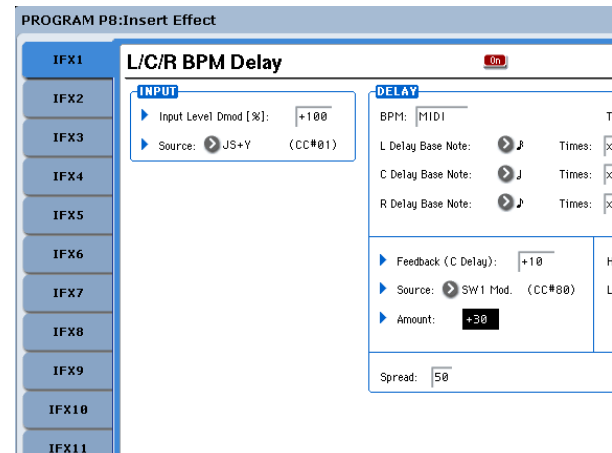 PROGRAM P8:Insert Effect
IFX1
IFX2
IFX3
IFX4
IFX5
IFX6
IFX7
IFX8
IFX9
IFX10
IFX11
L/C/R BPM Delay
On
INPUT
Input Level Dmod [%]: +100
Source: JS+Y (CC#01)
DELAY
BPM: MIDI T
L Delay Base Note: Times: x
C Delay Base Note: ♩ Times: x
R Delay Base Note: ♪ Times: x
Feedback (C Delay): +10 H
Source: SW1 Mod. (CC#80) L
Amount: +30
Spread: 50